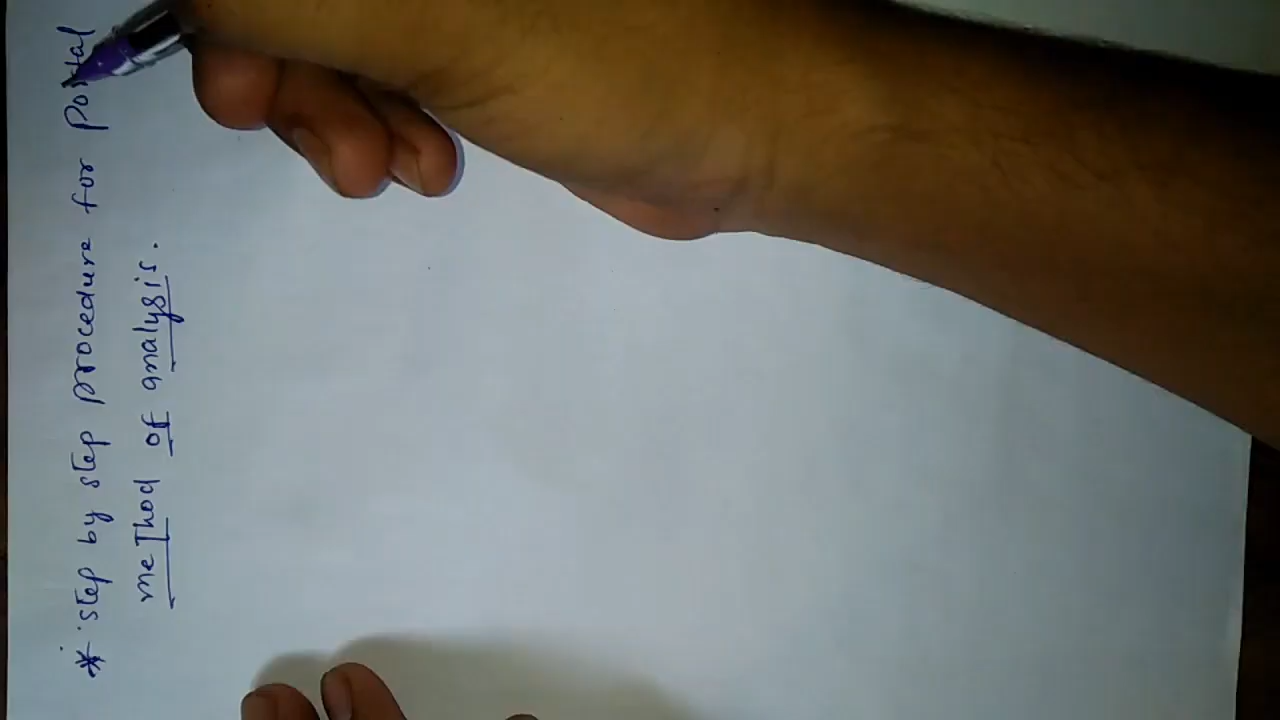 * Step by step procedure for Portal
method of analysis.